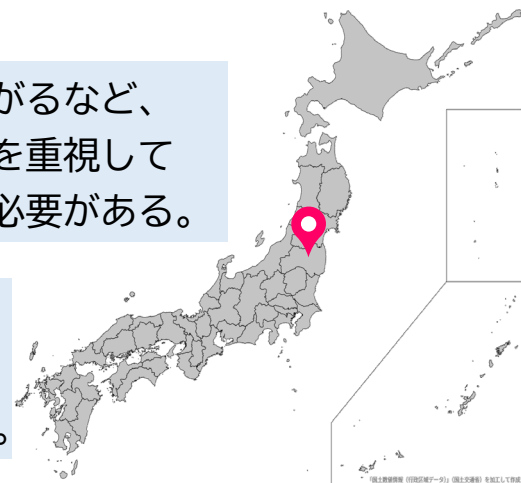 がるなど、
を重視して
必要がある。
。
「国土数値情報（行政区域データ）」（国土交通省）を加工して作成